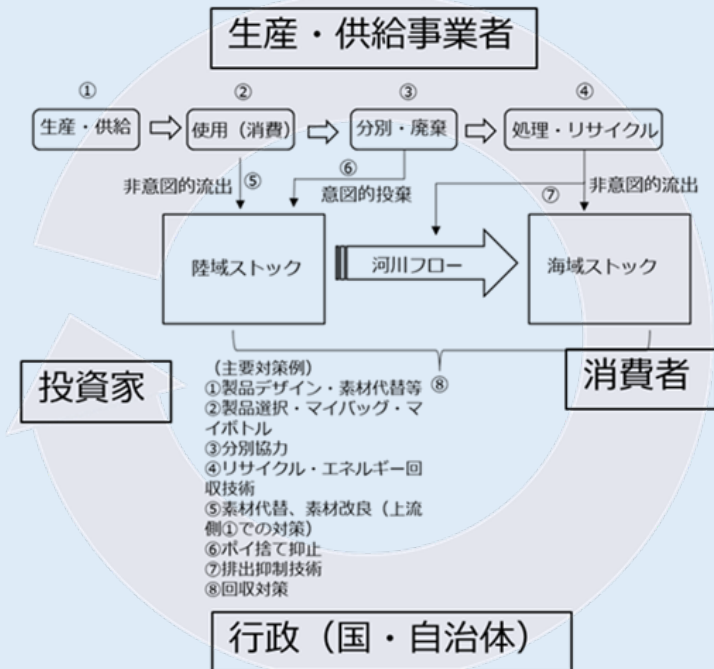 生産・供給事業者
① ② ③ ④
生産・供給 使用（消費） 分別・廃棄 処理・リサイクル
非意図的流出 ⑤ ⑥ 意図的投棄 ⑦ 非意図的流出
陸域ストック 河川フロー 海域ストック
投資家
消費者
⑧
（主要対策例）
①製品デザイン・素材代替等
②製品選択・マイバッグ・マ
イボトル
③分別協力
④リサイクル・エネルギー回
収技術
⑤素材代替、素材改良（上流
側①での対策）
⑥ポイ捨て抑止
⑦排出抑制技術
⑧回収対策
行政（国・自治体）